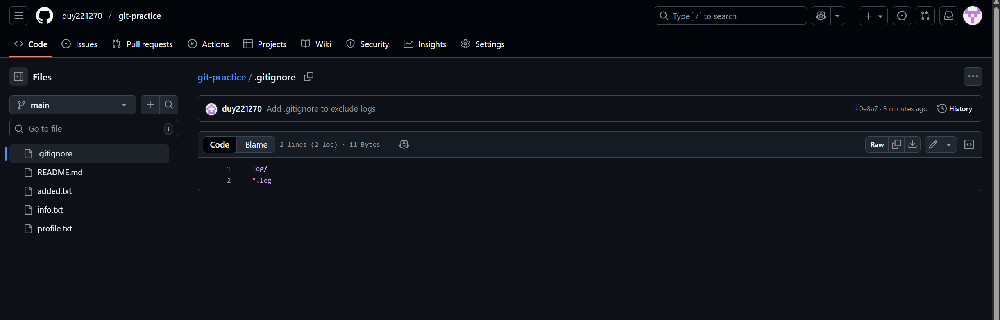 duy221270 / git-practice
Type / to search
Code Issues Pull requests Actions Projects Wiki Security Insights Settings
Files
main
Go to file t
.gitignore
README.md
added.txt
info.txt
profile.txt
git-practice / .gitignore
duy221270 Add .gitignore to exclude logs
fc0e8a7 · 3 minutes ago History
Code Blame 2 lines (2 loc) · 11 Bytes
Raw
1 log/
2 *.log